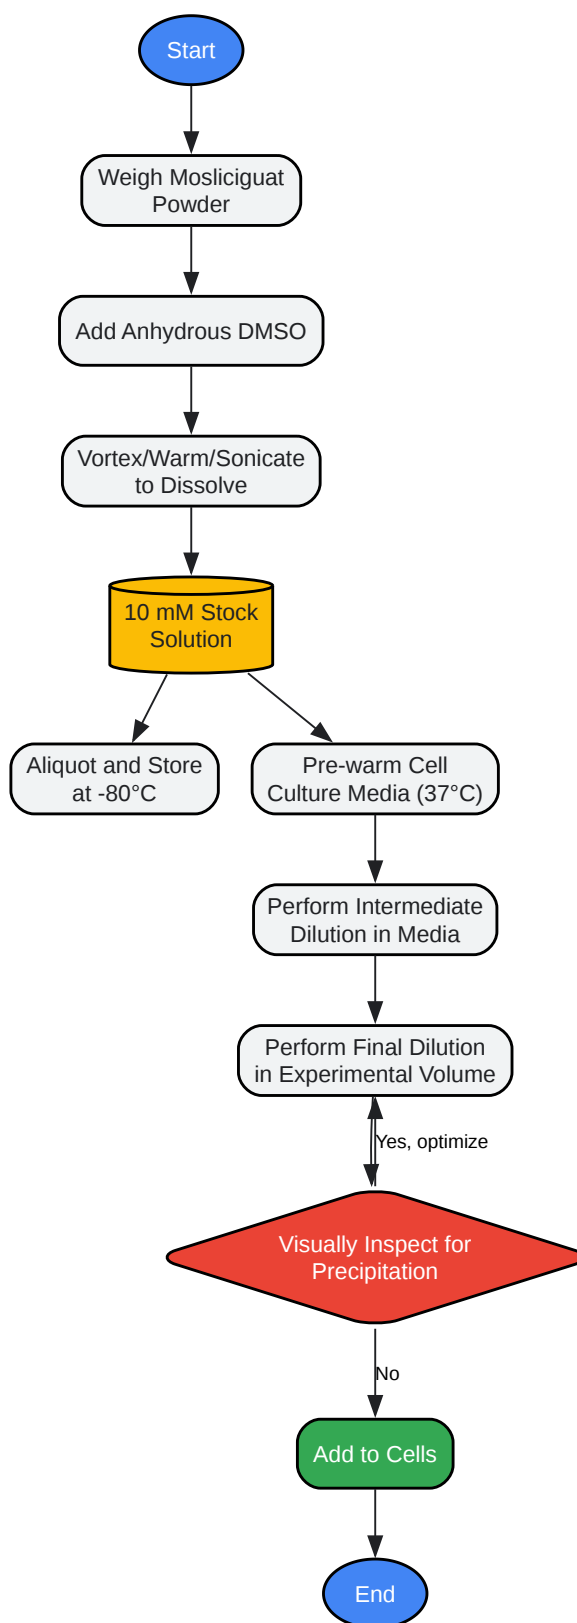 Start
Weigh Mosliciguat
Powder
Add Anhydrous DMSO
Vortex/Warm/Sonicate
to Dissolve
10 mM Stock
Solution
Aliquot and Store
at -80°C
Pre-warm Cell
Culture Media (37°C)
Perform Intermediate
Dilution in Media
Perform Final Dilution
in Experimental Volume
Yes, optimize
Visually Inspect for
Precipitation
No
Add to Cells
End